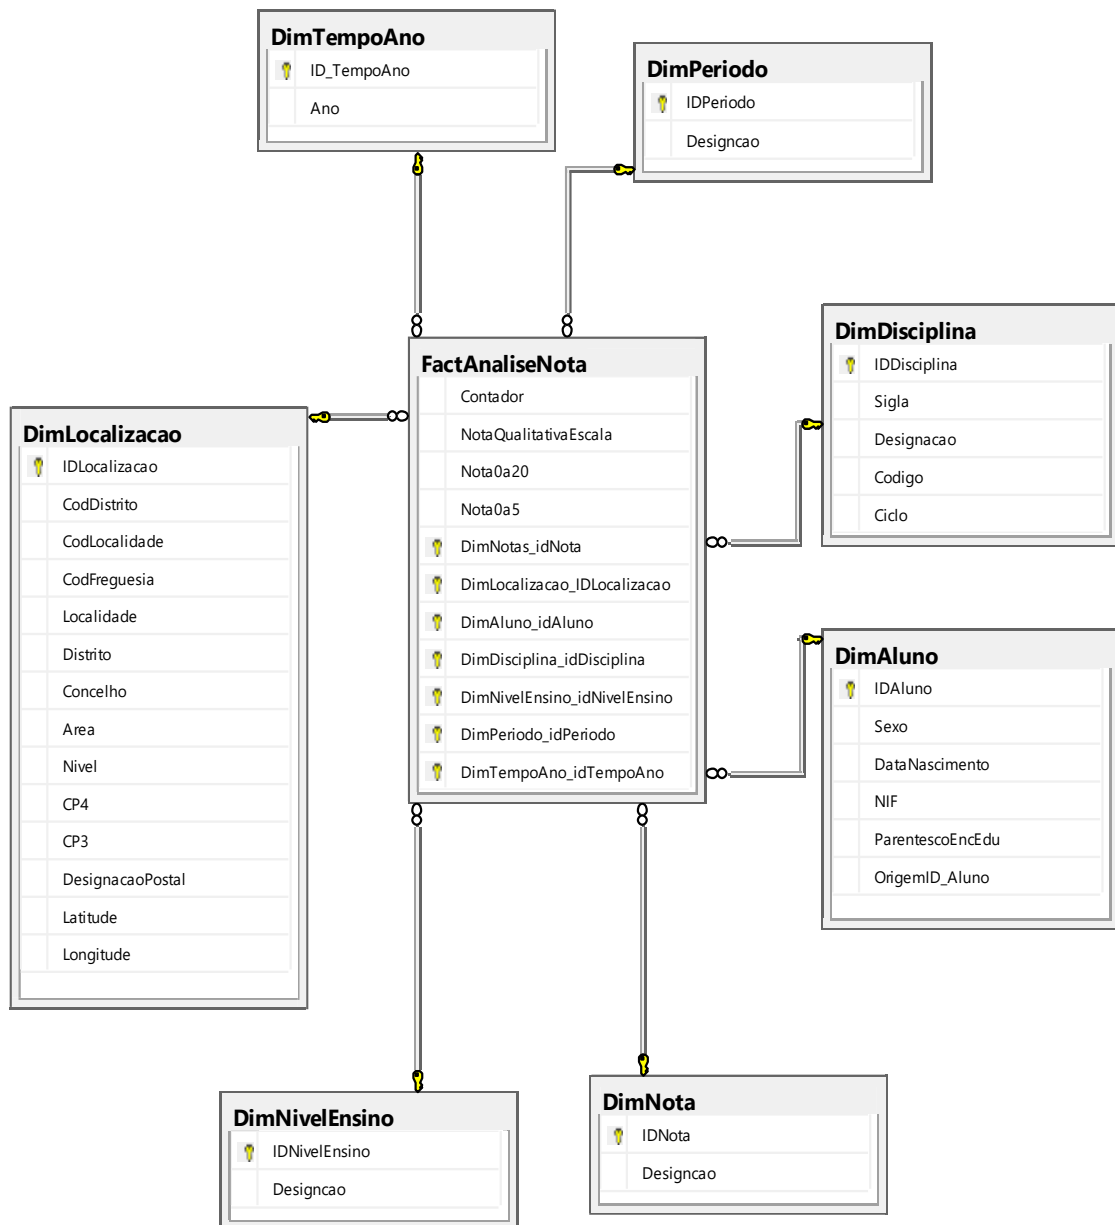 DimTempoAno
ID_TempoAno
Ano
DimPeriodo
IDPeriodo
Designcao
DimDisciplina
IDDisciplina
Sigla
Designacao
Codigo
Ciclo
FactAnaliseNota
Contador
NotaQualitativaEscala
Nota0a20
Nota0a5
DimNotas_idNota
DimLocalizacao_IDLocalizacao
DimAluno_idAluno
DimDisciplina_idDisciplina
DimNivelEnsino_idNivelEnsino
DimPeriodo_idPeriodo
DimTempoAno_idTempoAno
DimLocalizacao
IDLocalizacao
CodDistrito
CodLocalidade
CodFreguesia
Localidade
Distrito
Concelho
Area
Nivel
CP4
CP3
DesignacaoPostal
Latitude
Longitude
DimAluno
IDAluno
Sexo
DataNascimento
NIF
ParentescoEncEdu
OrigemID_Aluno
DimNivelEnsino
IDNivelEnsino
Designcao
DimNota
IDNota
Designcao